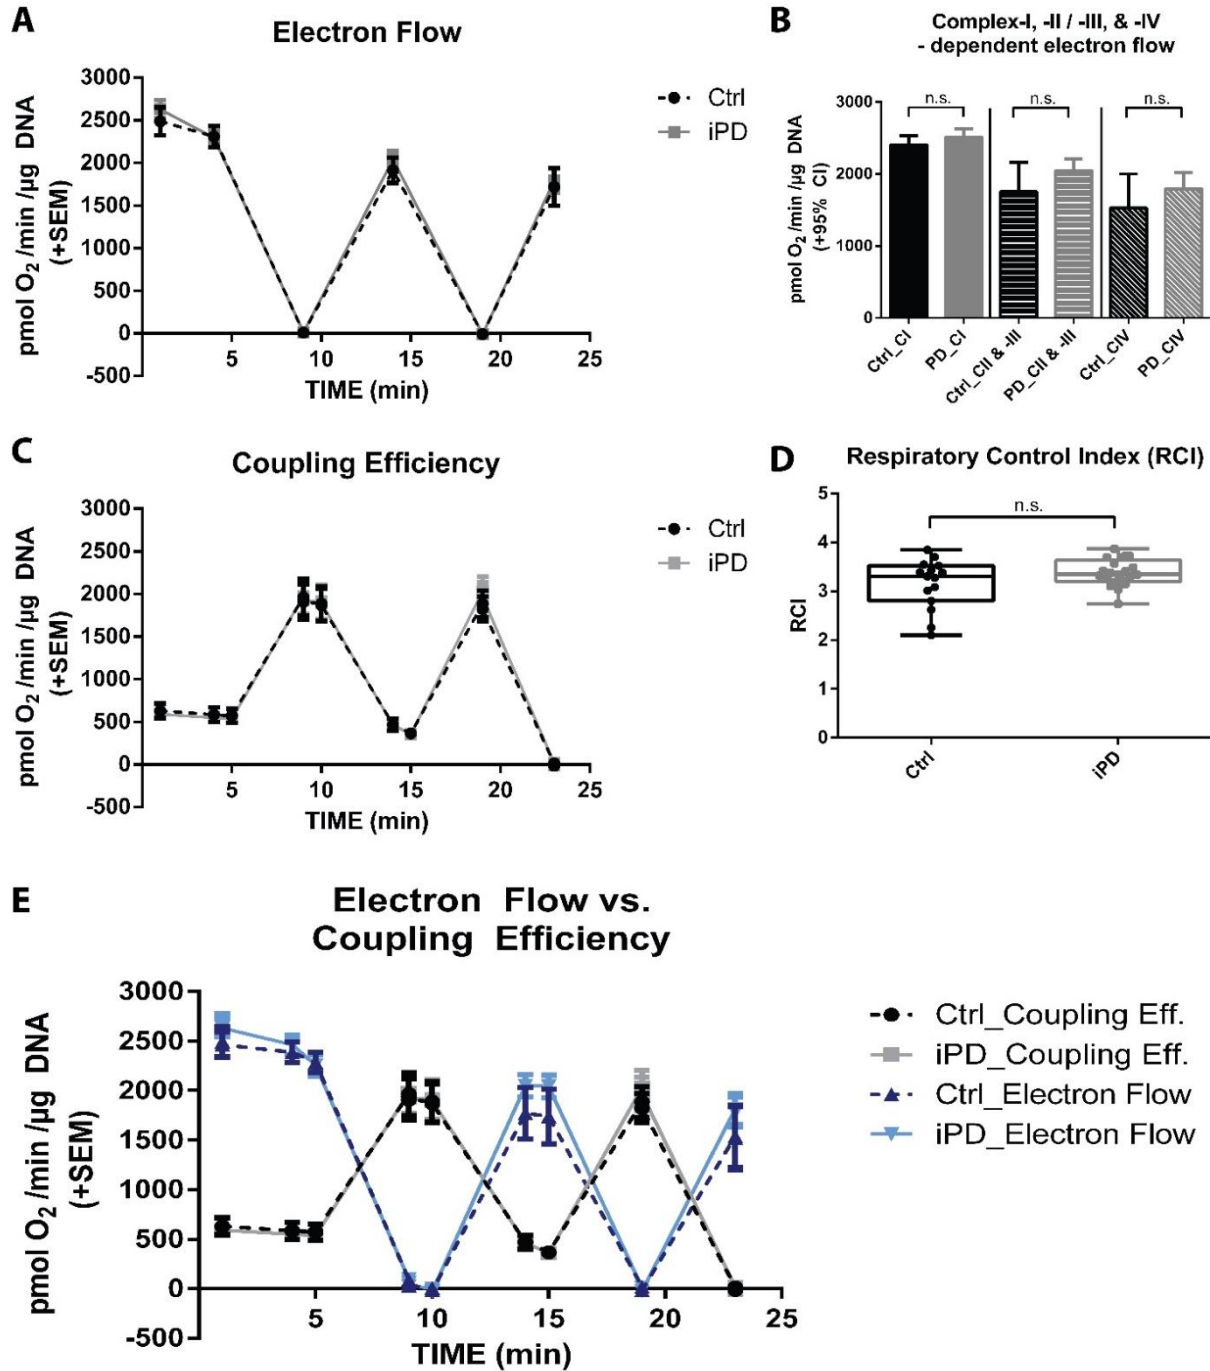 A
Electron Flow
pmol O₂ /min /µg DNA
(+SEM)
3000
2500
2000
1500
1000
500
0
-500
5
10
15
20
25
TIME (min)
Ctrl
iPD
B
Complex-I, -II / -III, & -IV
- dependent electron flow
pmol O₂ /min /µg DNA
(+95% CI)
3000
2000
1000
0
n.s.
n.s.
n.s.
Ctrl_CI
PD_CI
Ctrl_CII & -III
PD_CII & -III
Ctrl_CIV
PD_CIV
C
Coupling Efficiency
pmol O₂ /min /µg DNA
(+SEM)
3000
2500
2000
1500
1000
500
0
-500
5
10
15
20
25
TIME (min)
Ctrl
iPD
D
Respiratory Control Index (RCI)
RCI
5
4
3
2
1
0
n.s.
Ctrl
iPD
E
Electron Flow vs.
Coupling Efficiency
pmol O₂ /min /µg DNA
(+SEM)
3000
2500
2000
1500
1000
500
0
-500
5
10
15
20
25
TIME (min)
Ctrl_Coupling Eff.
iPD_Coupling Eff.
Ctrl_Electron Flow
iPD_Electron Flow